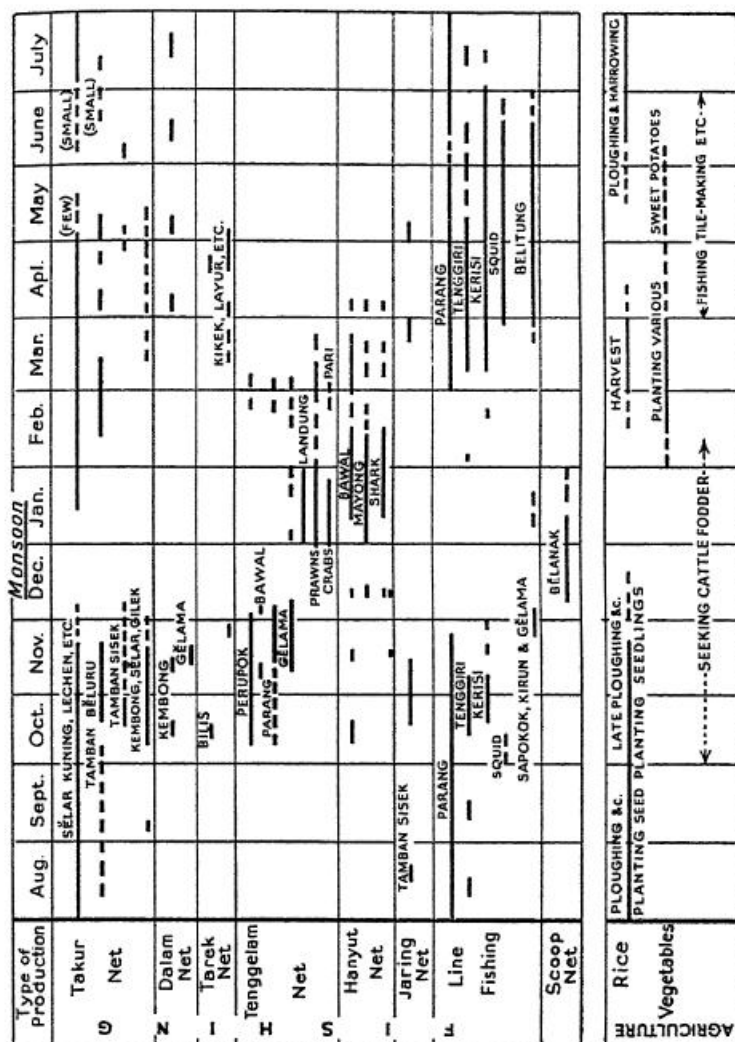 Monsoon
Type of Production
Aug.
Sept.
Oct.
Nov.
Dec.
Jan.
Feb.
Mar.
Apl.
May
June
July
FISHING
Takur Net
SĔLAR KUNING, LECHEN, ETC.
(FEW)
(SMALL)
TAMBAN BĔLURU
(SMALL)
TAMBAN SISEK
KEMBONG, SĔLAR, GILEK
Dalam Net
KEMBONG
GĔLAMA
Tarek Net
BILIS
KIKEK, LAYUR, ETC.
Tenggelam Net
PERUPOK
BAWAL
PARANG
GĔLAMA
LANDUNG
PRAWNS
CRABS
PARI
Hanyut Net
BAWAL
MAYONG
SHARK
Jaring Net
TAMBAN SISEK
Line Fishing
PARANG
PARANG
TENGGIRI
TENGGIRI
KERISI
KERISI
SQUID
SQUID
SAPOKOK, KIRUN & GĔLAMA
BELITUNG
Scoop Net
BĔLANAK
AGRICULTURE
Rice
PLOUGHING &c.
LATE PLOUGHING &c.
HARVEST
PLOUGHING & HARROWING
PLANTING SEED
PLANTING SEEDLINGS
Vegetables
PLANTING VARIOUS
SWEET POTATOES
SEEKING CATTLE FODDER
FISHING TILE-MAKING ETC